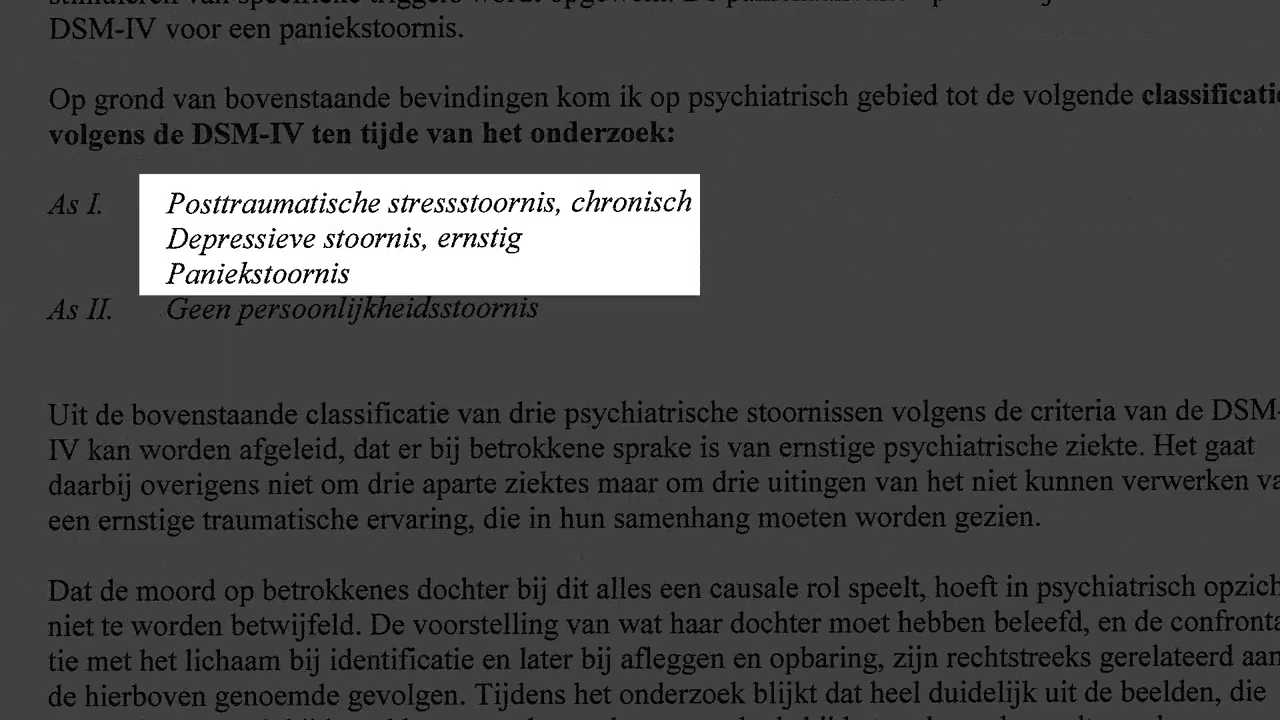 DSM-IV voor een paniekstoornis.
Op grond van bovenstaande bevindingen kom ik op psychiatrisch gebied tot de volgende classificatie
volgens de DSM-IV ten tijde van het onderzoek:
As I. Posttraumatische stressstoornis, chronisch
Depressieve stoornis, ernstig
Paniekstoornis
As II. Geen persoonlijkheidsstoornis
Uit de bovenstaande classificatie van drie psychiatrische stoornissen volgens de criteria van de DSM-
IV kan worden afgeleid, dat er bij betrokkene sprake is van ernstige psychiatrische ziekte. Het gaat
daarbij overigens niet om drie aparte ziektes maar om drie uitingen van het niet kunnen verwerken
een ernstige traumatische ervaring, die in hun samenhang moeten worden gezien.
Dat de moord op betrokkenes dochter bij dit alles een causale rol speelt, hoeft in psychiatrisch
niet te worden betwijfeld. De voorstelling van wat haar dochter moet hebben beleefd, en de confronta
tie met het lichaam bij identificatie en later bij afleggen en opbaring, zijn rechtstreeks gerelateerd aan
de hierboven genoemde gevolgen. Tijdens het onderzoek blijkt dat heel duidelijk uit de beelden, die